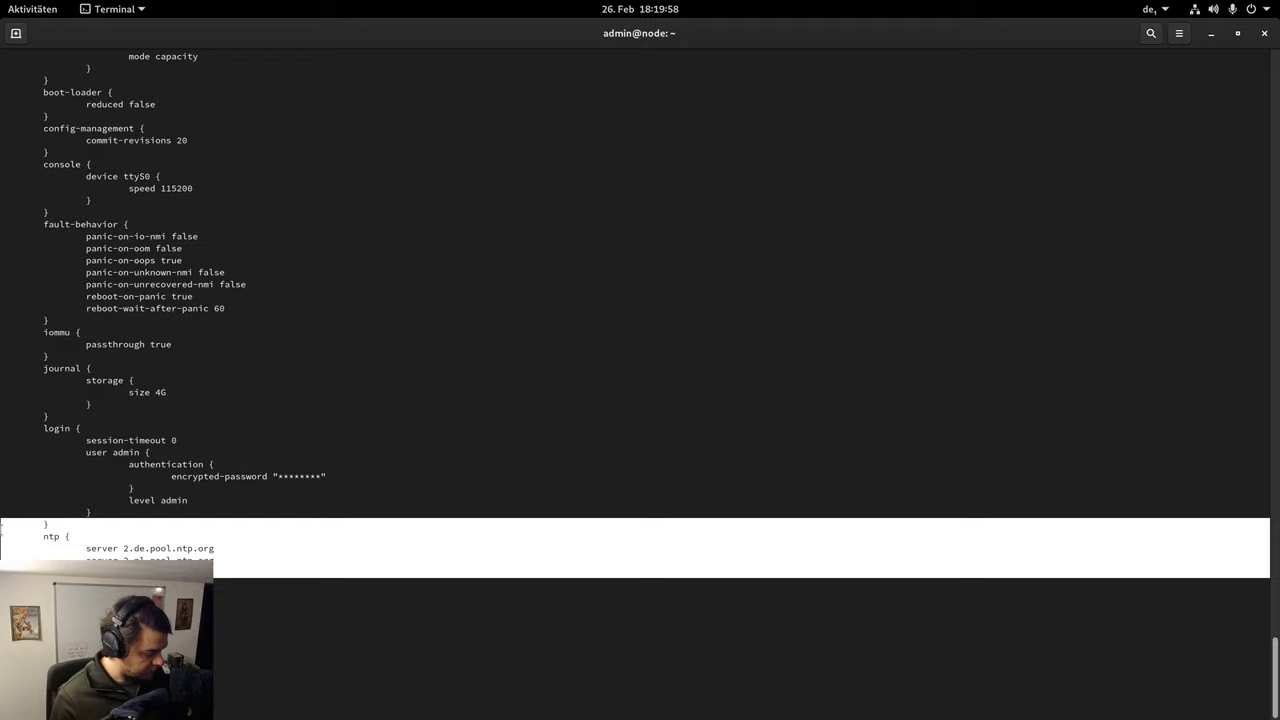 Aktivitäten
Terminal
26. Feb 18:19:58
de₁
admin@node: ~
mode capacity
}
}
boot-loader {
reduced false
}
config-management {
commit-revisions 20
}
console {
device ttyS0 {
speed 115200
}
}
fault-behavior {
panic-on-io-nmi false
panic-on-oom false
panic-on-oops true
panic-on-unknown-nmi false
panic-on-unrecovered-nmi false
reboot-on-panic true
reboot-wait-after-panic 60
}
iommu {
passthrough true
}
journal {
storage {
size 4G
}
}
login {
session-timeout 0
user admin {
authentication {
encrypted-password "********"
}
level admin
}
}
ntp {
server 2.de.pool.ntp.org